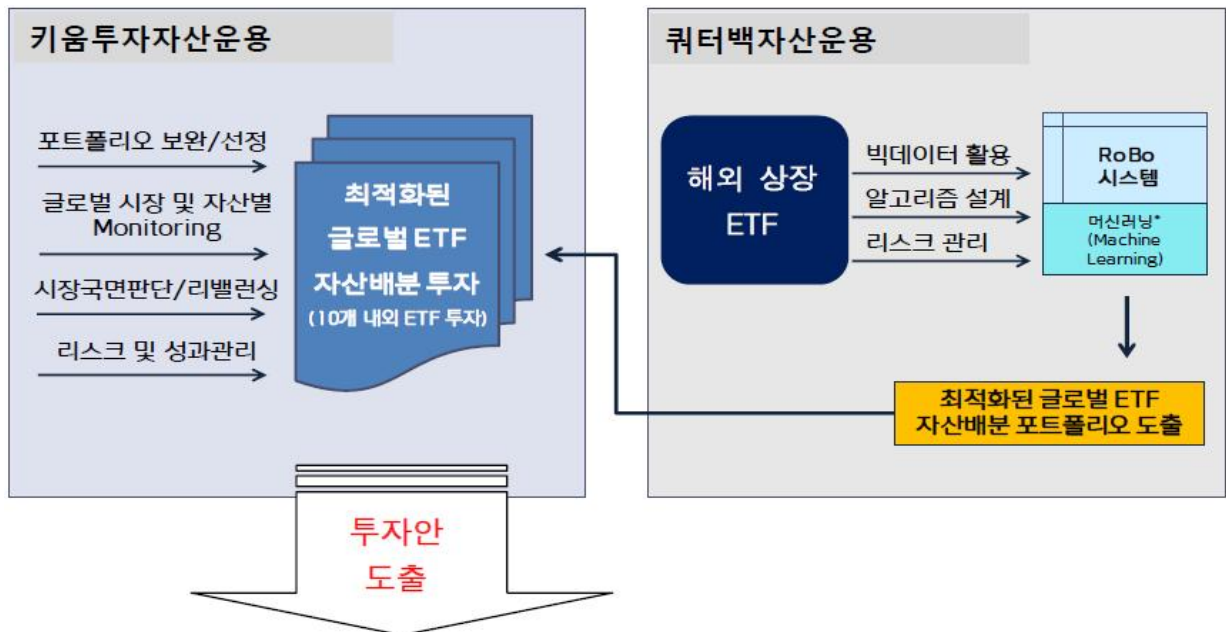 키움투자자산운용
포트폴리오 보완/선정
글로벌 시장 및 자산별
Monitoring
시장국면판단/리밸런싱
리스크 및 성과관리
최적화된
글로벌 ETF
자산배분 투자
(10개 내외 ETF 투자)
투자안
도출
쿼터백자산운용
해외 상장
ETF
빅데이터 활용
알고리즘 설계
리스크 관리
RoBo
시스템
머신러닝*
(Machine
Learning)
최적화된 글로벌 ETF
자산배분 포트폴리오 도출